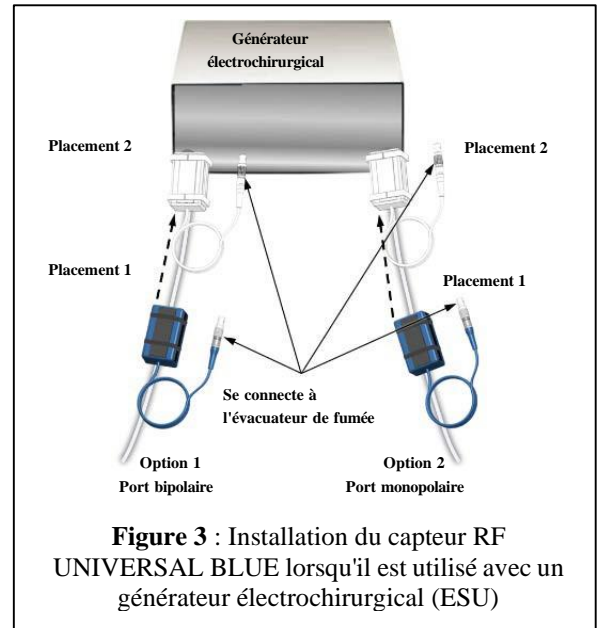 Générateur
électrochirurgical
Placement 2
Placement 2
Placement 1
Placement 1
Se connecte à
l'évacuateur de fumée
Option 1
Port bipolaire
Option 2
Port monopolaire
Figure 3 : Installation du capteur RF
UNIVERSAL BLUE lorsqu'il est utilisé avec un
générateur électrochirurgical (ESU)